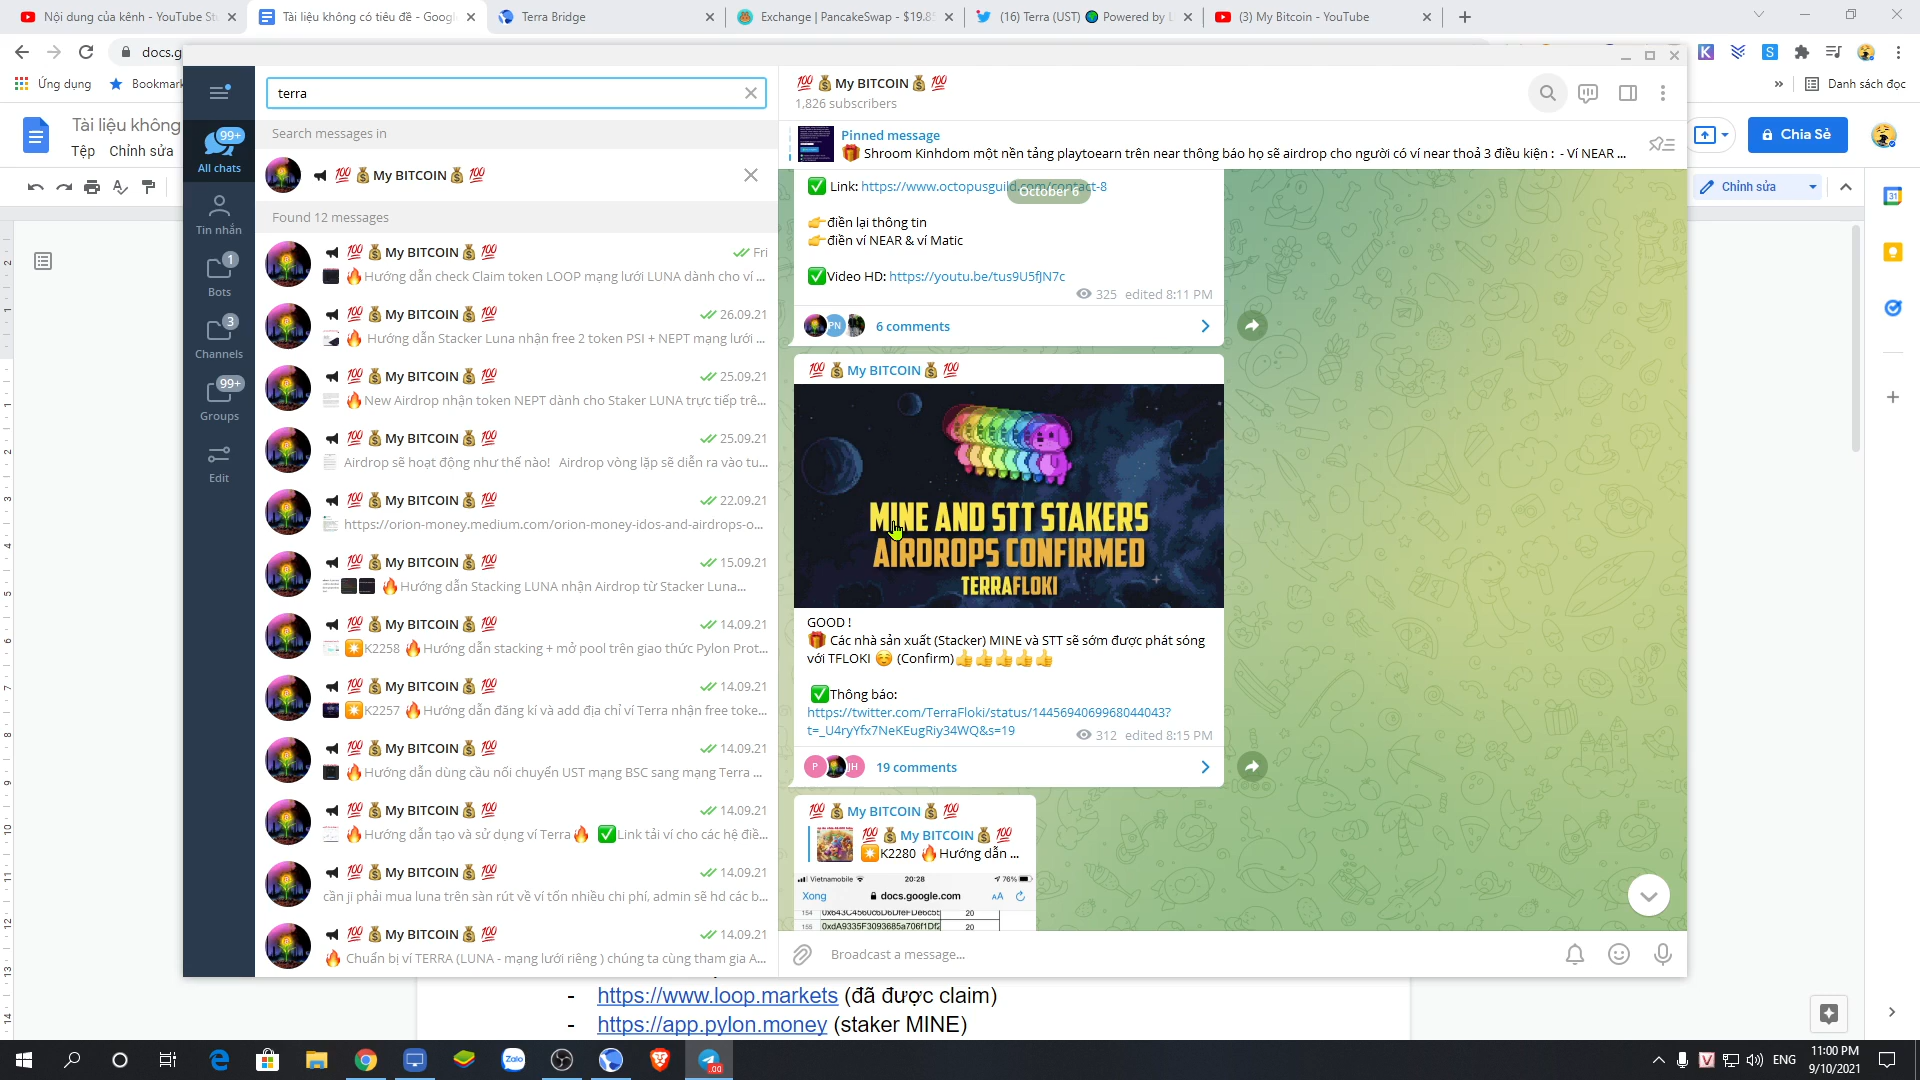 Nội dung của kênh - YouTube St
Tài liệu không có tiêu đề - Googl
Terra Bridge
Exchange | PancakeSwap - $19.8
(16) Terra (UST) 🌍 Powered by L
(3) My Bitcoin - YouTube
docs.g
Ứng dụng
Bookmark
Danh sách đọc
Tài liệu không
Tệp Chỉnh sửa
Chia Sẻ
Chỉnh sửa
All chats
99+
Tin nhắn
Bots
1
Channels
3
Groups
99+
Edit
terra
Search messages in
💯💰My BITCOIN💰💯
Found 12 messages
💯💰My BITCOIN💰💯 Fri
🔥Hướng dẫn check Claim token LOOP mạng lưới LUNA dành cho ví ...
💯💰My BITCOIN💰💯 26.09.21
🔥 Hướng dẫn Stacker Luna nhận free 2 token PSI + NEPT mạng lưới ...
💯💰My BITCOIN💰💯 25.09.21
🔥New Airdrop nhận token NEPT dành cho Staker LUNA trực tiếp trê...
💯💰My BITCOIN💰💯 25.09.21
Airdrop sẽ hoạt động như thế nào! Airdrop vòng lặp sẽ diễn ra vào tu...
💯💰My BITCOIN💰💯 22.09.21
https://orion-money.medium.com/orion-money-idos-and-airdrops-o...
💯💰My BITCOIN💰💯 15.09.21
🔥Hướng dẫn Stacking LUNA nhận Airdrop từ Stacker Luna...
💯💰My BITCOIN💰💯 14.09.21
K2258 🔥Hướng dẫn stacking + mở pool trên giao thức Pylon Prot...
💯💰My BITCOIN💰💯 14.09.21
K2257 🔥Hướng dẫn đăng kí và add địa chỉ ví Terra nhận free toke...
💯💰My BITCOIN💰💯 14.09.21
🔥Hướng dẫn dùng cầu nối chuyển UST mạng BSC sang mạng Terra ...
💯💰My BITCOIN💰💯 14.09.21
🔥Hướng dẫn tạo và sử dụng ví Terra🔥 ✅Link tải ví cho các hệ điề...
💯💰My BITCOIN💰💯 14.09.21
cần ji phải mua luna trên sàn rút về ví tốn nhiều chi phí, admin sẽ hd các b...
💯💰My BITCOIN💰💯 14.09.21
🔥 Chuẩn bị ví TERRA (LUNA - mạng lưới riêng ) chúng ta cùng tham gia A...
💯💰My BITCOIN💰💯
1,826 subscribers
Pinned message
🎁 Shroom Kinhdom một nền tảng playtoearn trên near thông báo họ sẽ airdrop cho người có ví near thoả 3 điều kiện : - Ví NEAR ...
October 6
✅ Link: https://www.octopusguild.com/contact-8
👉điền lại thông tin
👉điền ví NEAR & ví Matic
✅Video HD: https://youtu.be/tus9U5fJN7c
325 edited 8:11 PM
PN
6 comments
💯💰My BITCOIN💰💯
MINE AND STT STAKERS
AIRDROPS CONFIRMED
TERRAFLOKI
GOOD !
🎁 Các nhà sản xuất (Stacker) MINE và STT sẽ sớm được phát sóng
với TFLOKI ☺️ (Confirm)👍👍👍👍👍
✅Thông báo:
https://twitter.com/TerraFloki/status/1445694069968044043?
t=_U4ryYfx7NeKEugRiy34WQ&s=19
312 edited 8:15 PM
P JH
19 comments
💯💰My BITCOIN💰💯
💯💰My BITCOIN💰💯
K2280 🔥Hướng dẫn ...
Vietnamobile 20:28 76%
Xong docs.google.com AA
154 20
155 0xdA9335F3093685a706f1Df2 20
Broadcast a message...
- https://www.loop.markets (đã được claim)
- https://app.pylon.money (staker MINE)
ENG
11:00 PM
9/10/2021